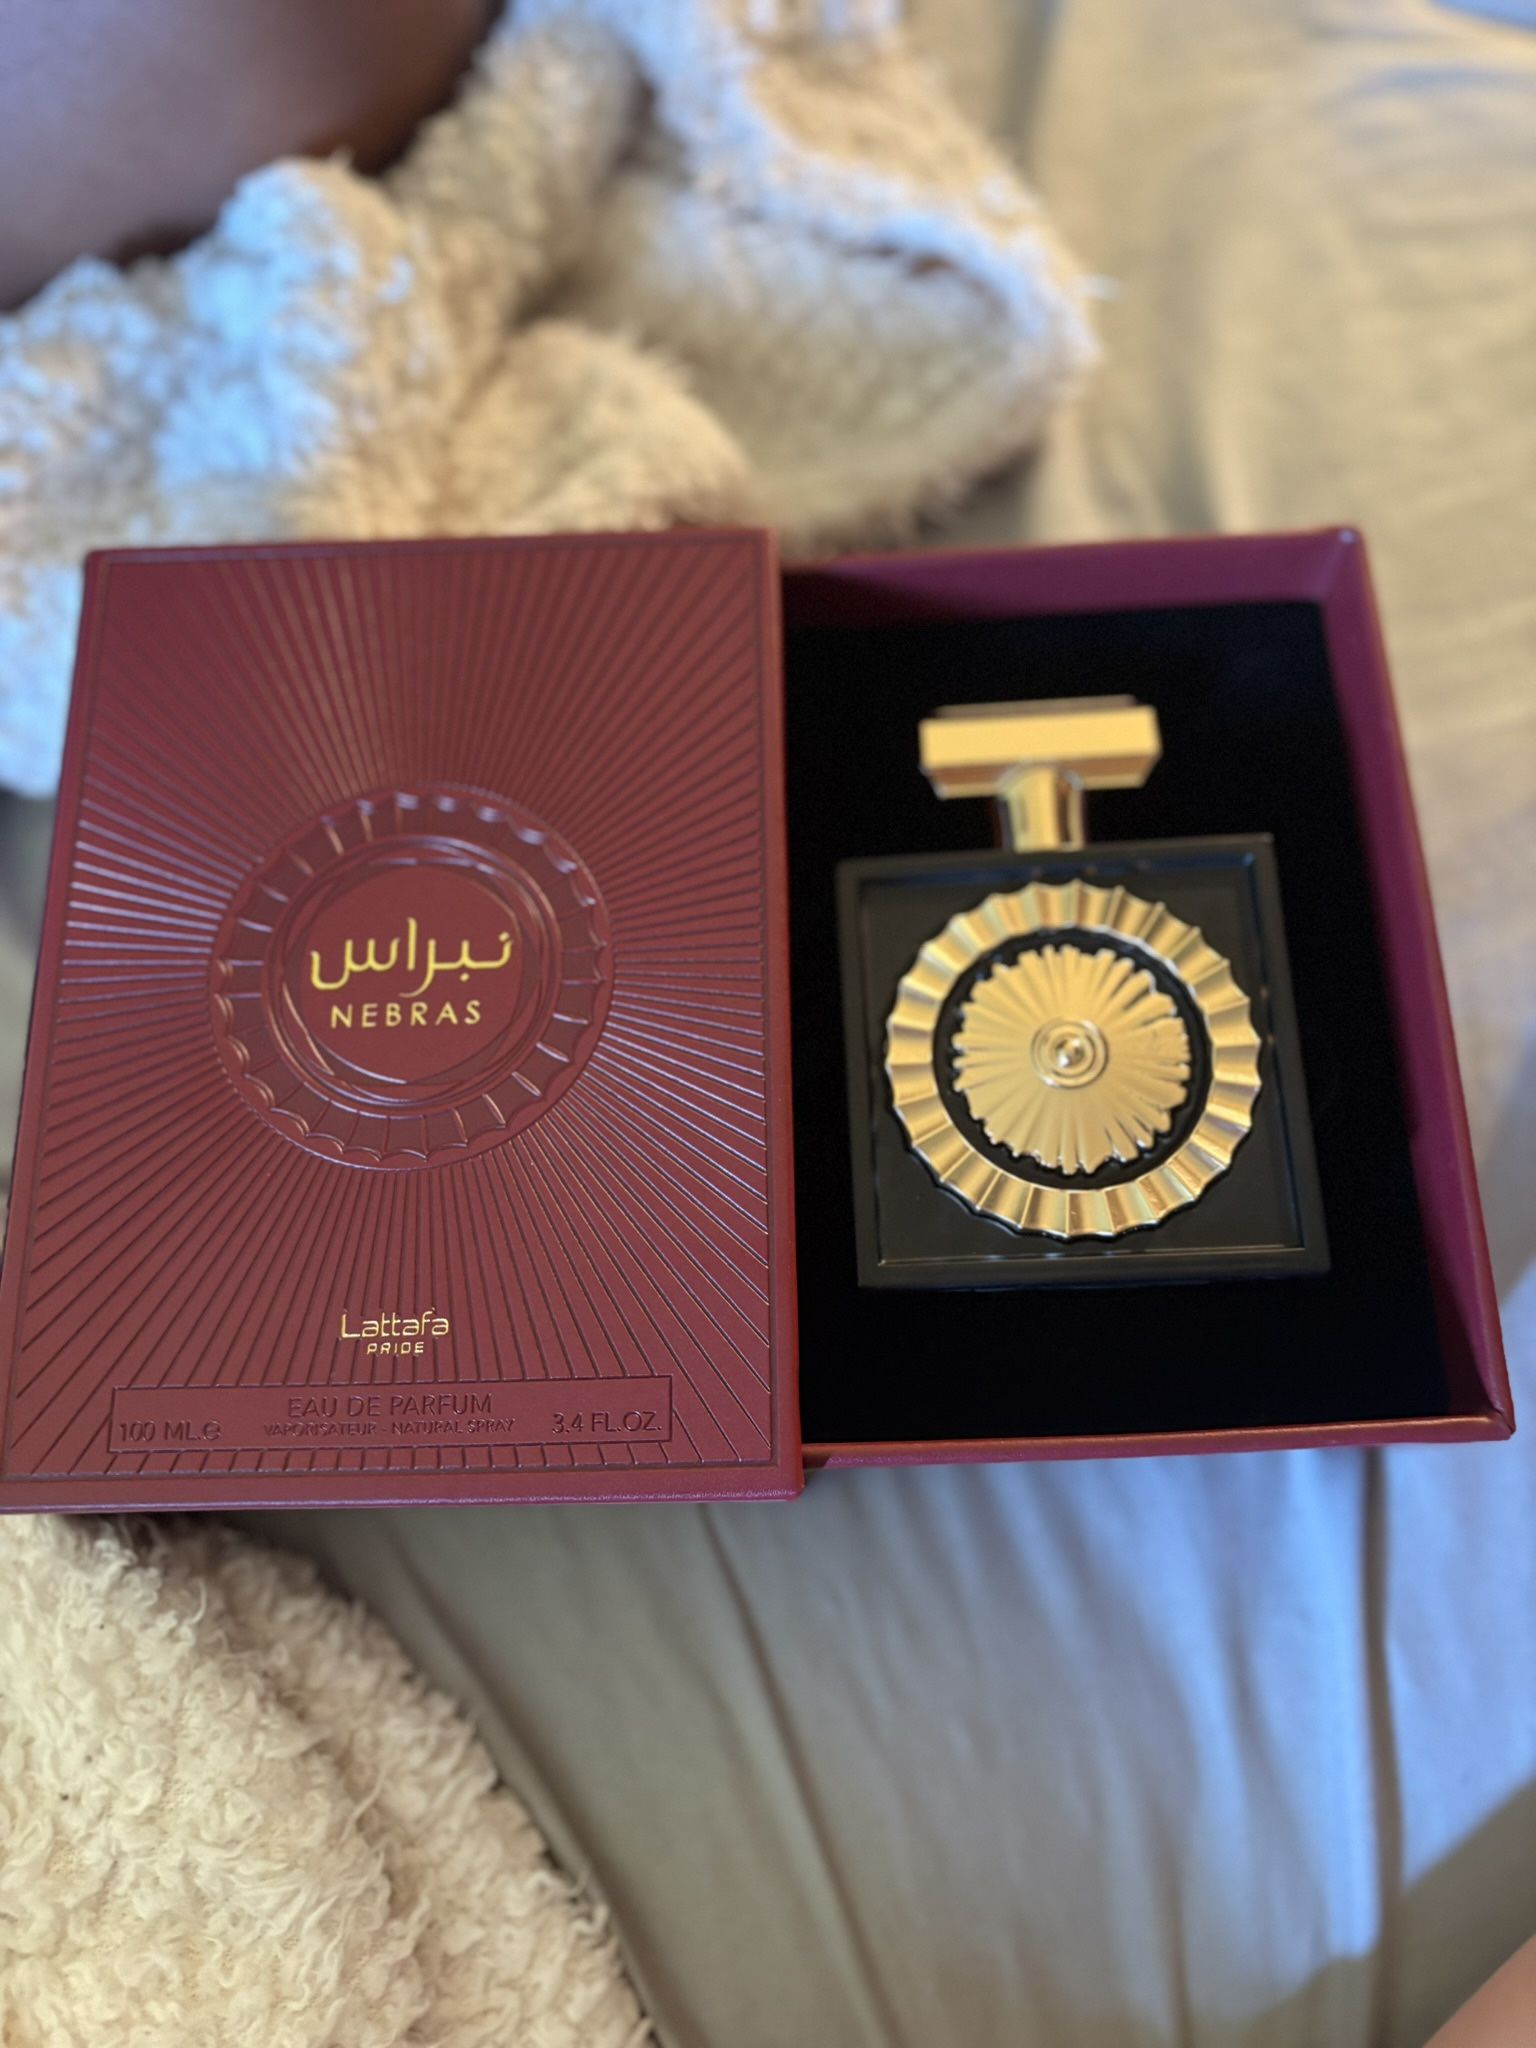 نبراس
NEBRAS
Lattafa
PRIDE
EAU DE PARFUM
100 ML.e VAPORISATEUR - NATURAL SPRAY 3.4 FL.OZ.